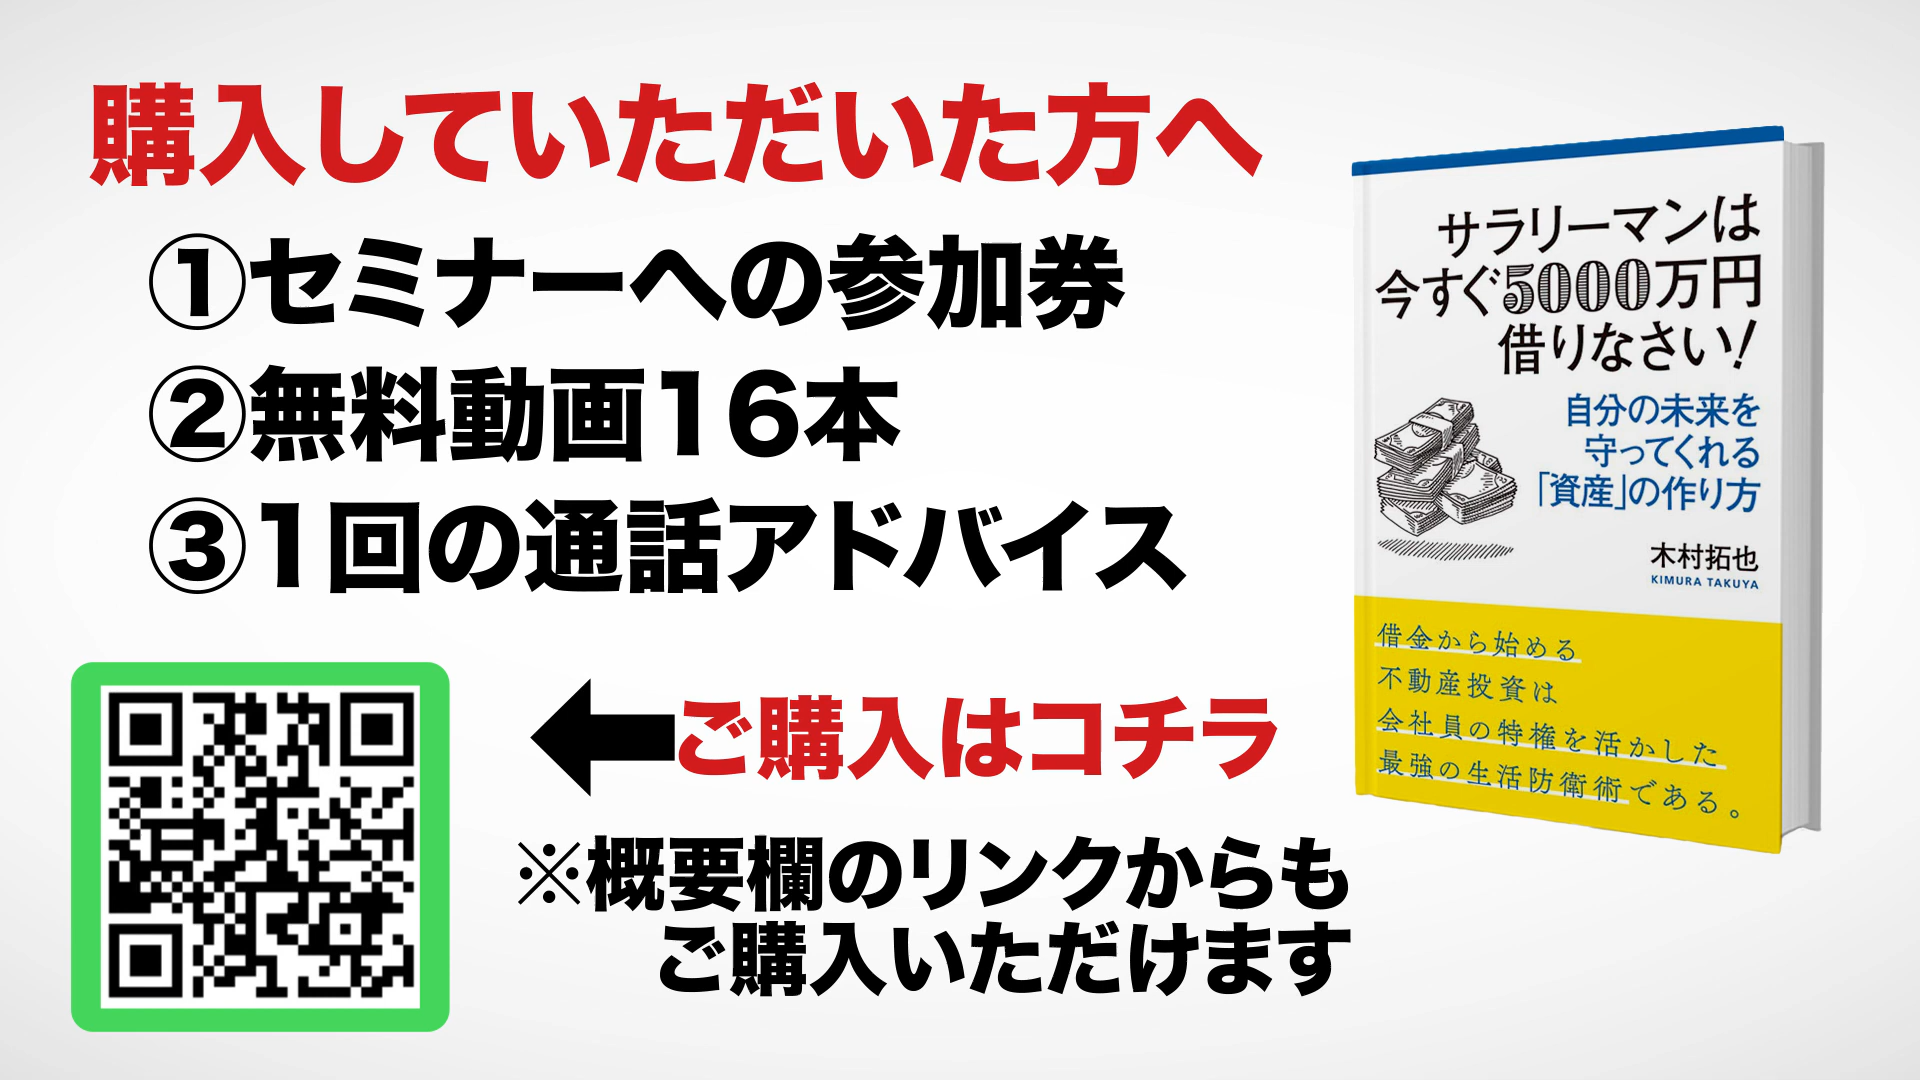 購入していただいた方へ
①セミナーへの参加券
②無料動画16本
③1回の通話アドバイス
ご購入はコチラ
※概要欄のリンクからも
ご購入いただけます
サラリーマンは
今すぐ5000万円
借りなさい!
自分の未来を
守ってくれる
「資産」の作り方
木村拓也
KIMURA TAKUYA
借金から始める
不動産投資は
会社員の特権を活かした
最強の生活防衛術である。